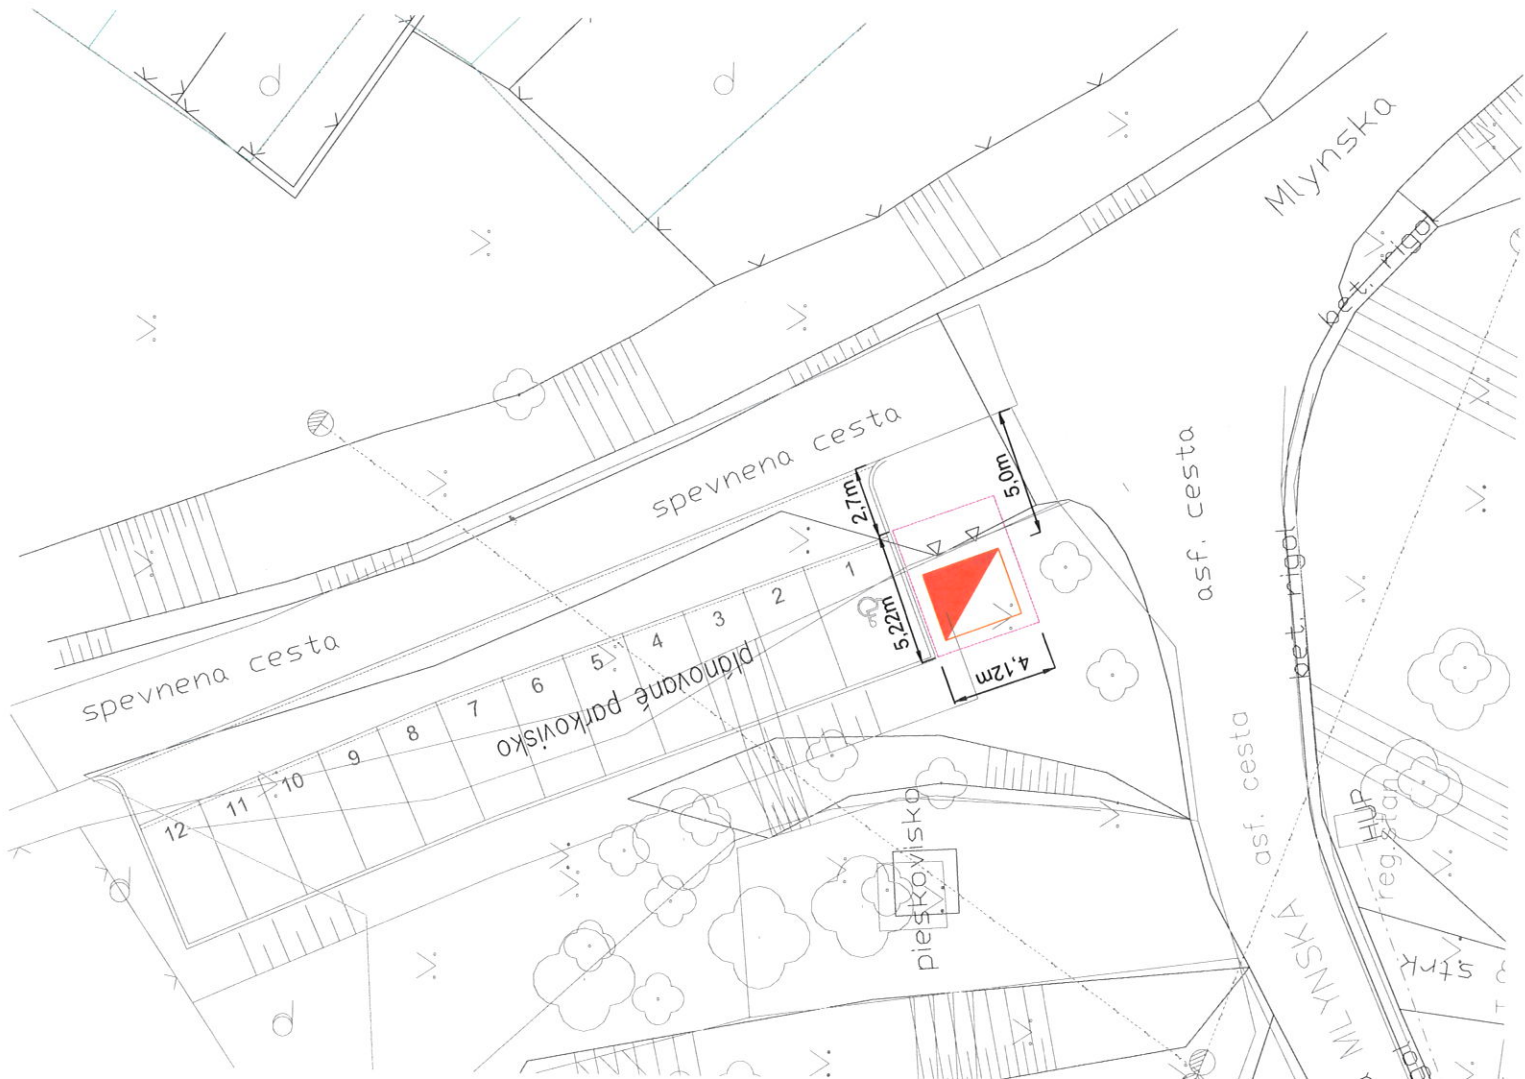 Mlynska
bet. rigol
spevnena cesta
asf. cesta
5,0m
2,7m
5,22m
4,12m
1
2
3
4
5
6
7
8
9
10
11
12
plánované parkovisko
spevnena cesta
bet. rigol
asf. cesta
pieskovisko
HUP
reg.stan
MLYNSKÁ
strk